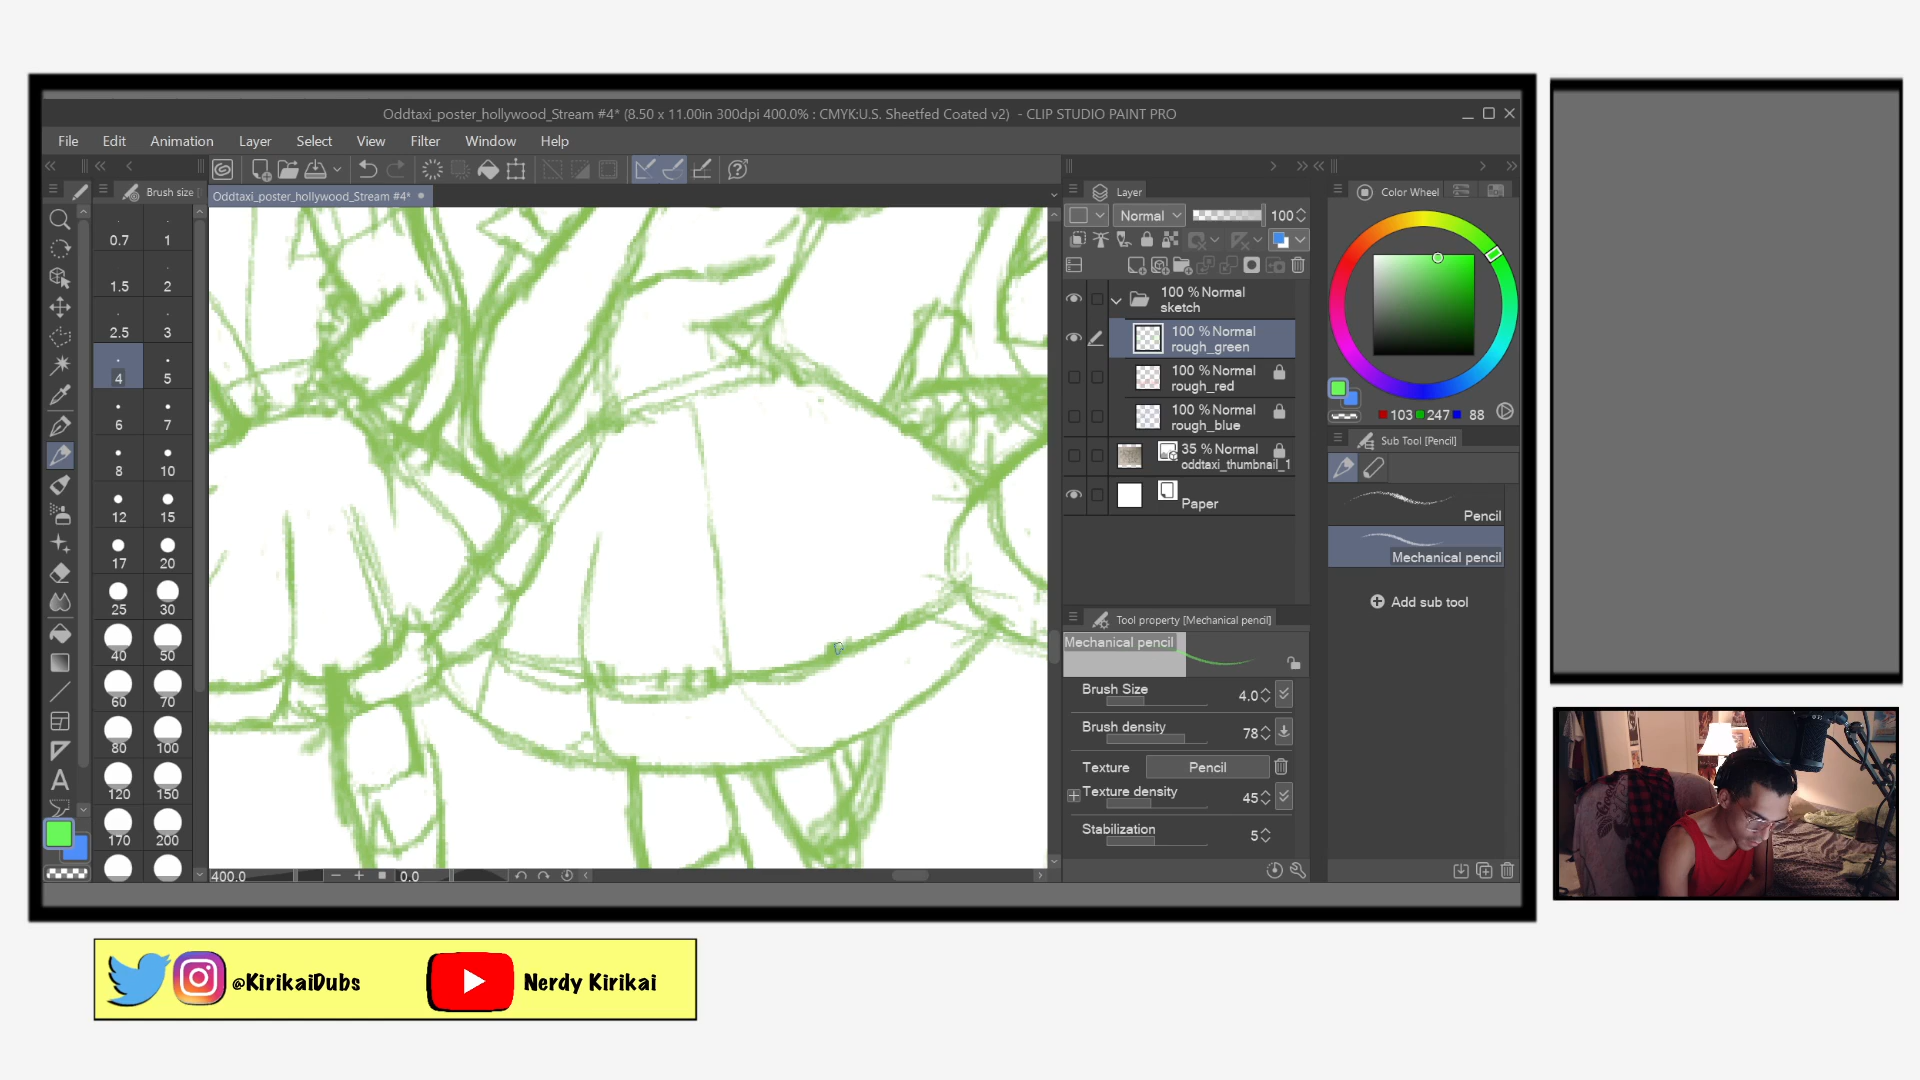 Oddtaxi_poster_hollywood_Stream #4* (8.50 x 11.00in 300dpi 400.0% : CMYK:U.S. Sheetfed Coated v2) - CLIP STUDIO PAINT PRO
File Edit Animation Layer Select View Filter Window Help
Brush size
Oddtaxi_poster_hollywood_Stream #4*
0.7 1
1.5 2
2.5 3
4 5
6 7
8 10
12 15
17 20
25 30
40 50
60 70
80 100
120 150
170 200
A
400.0
0.0
Layer
Normal 100
100 % Normal
sketch
100 % Normal
rough_green
100 % Normal
rough_red
100 % Normal
rough_blue
35 % Normal
oddtaxi_thumbnail_1
Paper
Tool property [Mechanical pencil]
Mechanical pencil
Brush Size 4.0
Brush density 78
Texture Pencil
Texture density 45
Stabilization 5
Color Wheel
103 247 88
Sub Tool [Pencil]
Pencil
Mechanical pencil
Add sub tool
@KirikaiDubs
Nerdy Kirikai